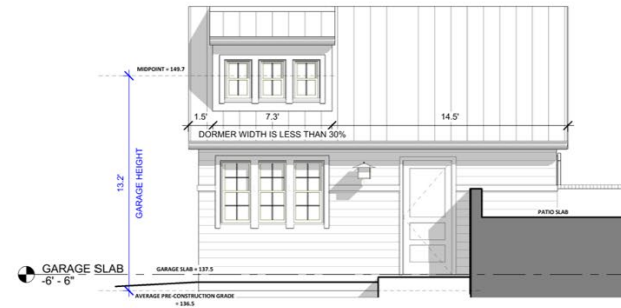 MIDPOINT = 149.7
1.5'
7.3'
14.5'
DORMER WIDTH IS LESS THAN 30%
13.2'
GARAGE HEIGHT
PATIO SLAB
GARAGE SLAB
-6' - 6"
GARAGE SLAB = 137.5
AVERAGE PRE-CONSTRUCTION GRADE
= 136.5